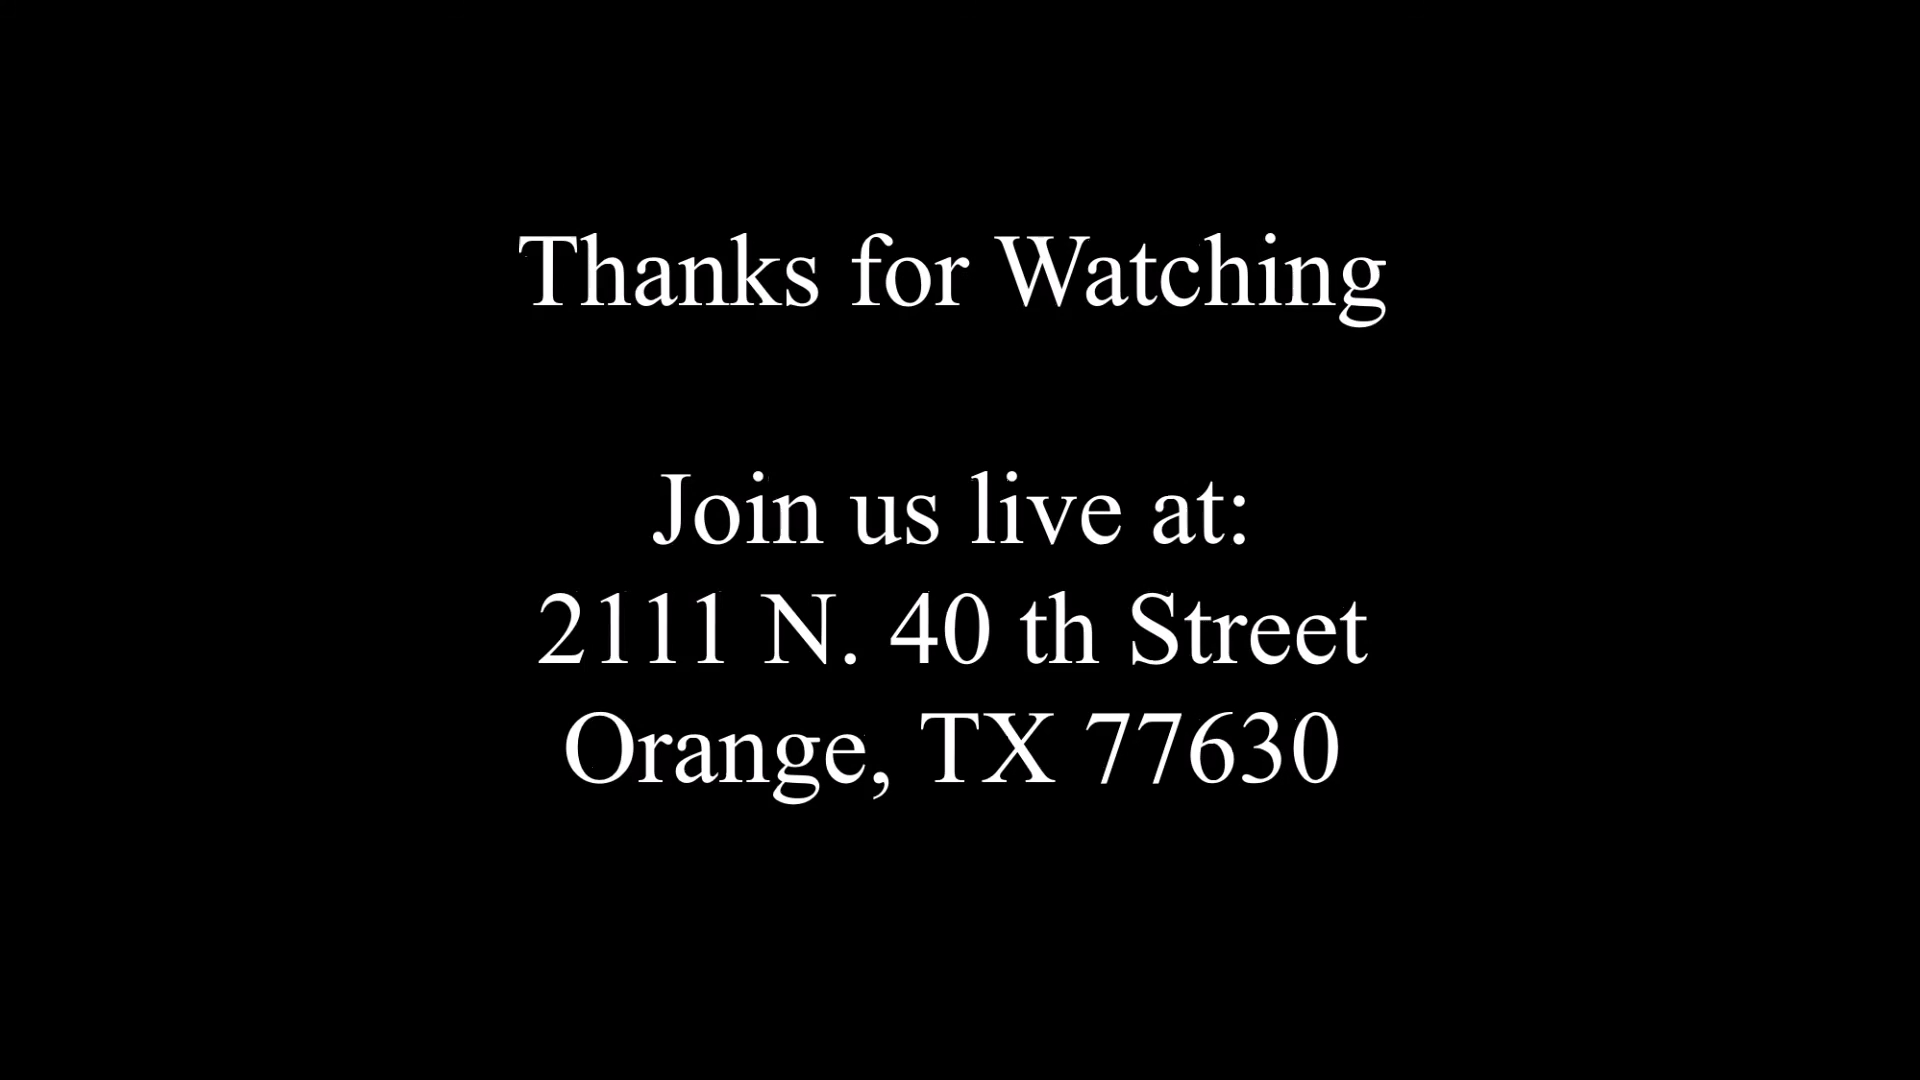 Thanks for Watching
Join us live at:
2111 N. 40 th Street
Orange, TX 77630